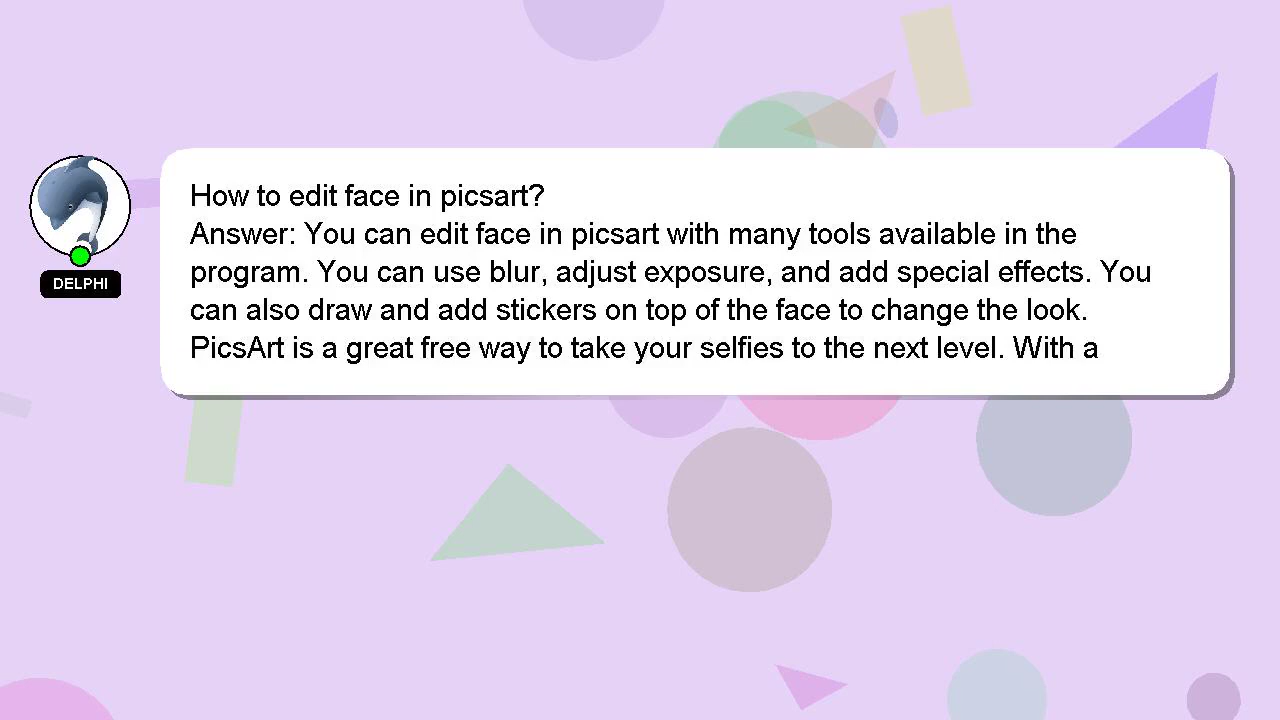 How to edit face in picsart?
Answer: You can edit face in picsart with many tools available in the
program. You can use blur, adjust exposure, and add special effects. You
can also draw and add stickers on top of the face to change the look.
PicsArt is a great free way to take your selfies to the next level. With a
DELPHI